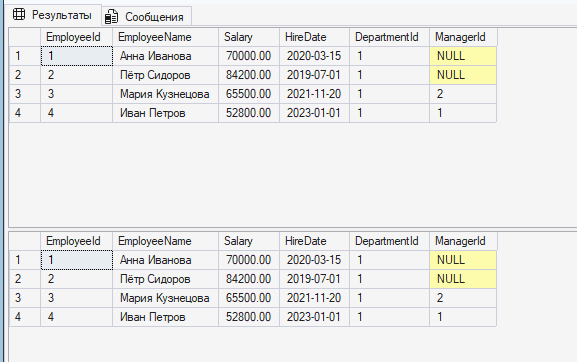 Результаты Сообщения
EmployeeId EmployeeName Salary HireDate DepartmentId ManagerId
1 1 Анна Иванова 70000.00 2020-03-15 1 NULL
2 2 Пётр Сидоров 84200.00 2019-07-01 1 NULL
3 3 Мария Кузнецова 65500.00 2021-11-20 1 2
4 4 Иван Петров 52800.00 2023-01-01 1 1
EmployeeId EmployeeName Salary HireDate DepartmentId ManagerId
1 1 Анна Иванова 70000.00 2020-03-15 1 NULL
2 2 Пётр Сидоров 84200.00 2019-07-01 1 NULL
3 3 Мария Кузнецова 65500.00 2021-11-20 1 2
4 4 Иван Петров 52800.00 2023-01-01 1 1